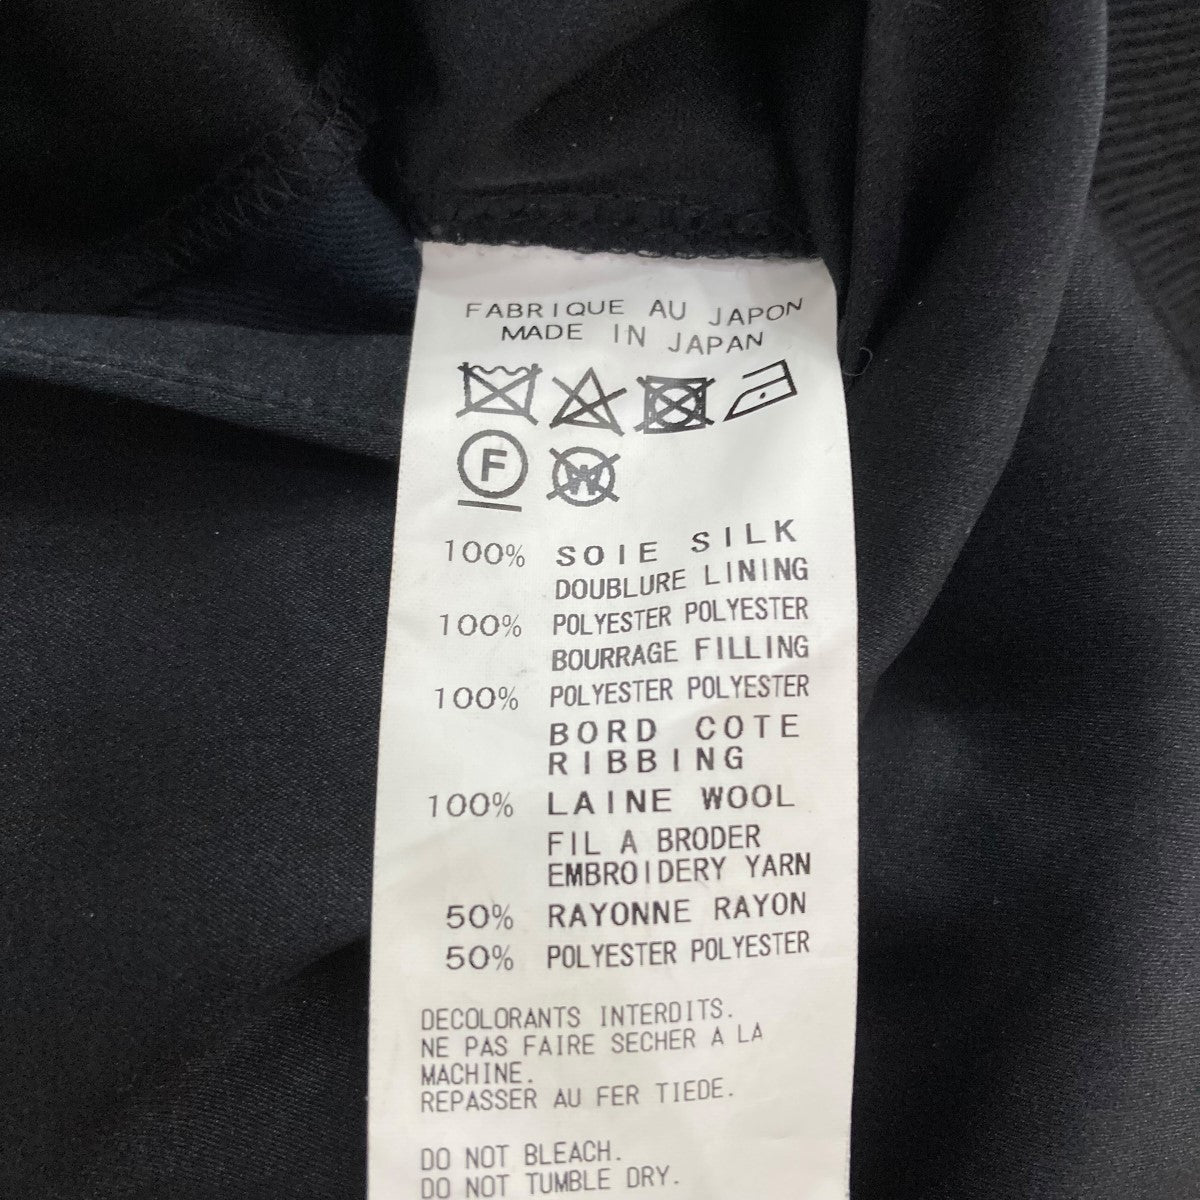 FABRIQUE AU JAPON
MADE IN JAPAN
F
W
100% SOIE SILK
DOUBLURE LINING
100% POLYESTER POLYESTER
BOURRAGE FILLING
100% POLYESTER POLYESTER
BORD COTE
RIBBING
100% LAINE WOOL
FIL A BRODER
EMBROIDERY YARN
50% RAYONNE RAYON
50% POLYESTER POLYESTER
DECOLORANTS INTERDITS.
NE PAS FAIRE SECHER A LA
MACHINE.
REPASSER AU FER TIEDE.
DO NOT BLEACH.
DO NOT TUMBLE DRY.